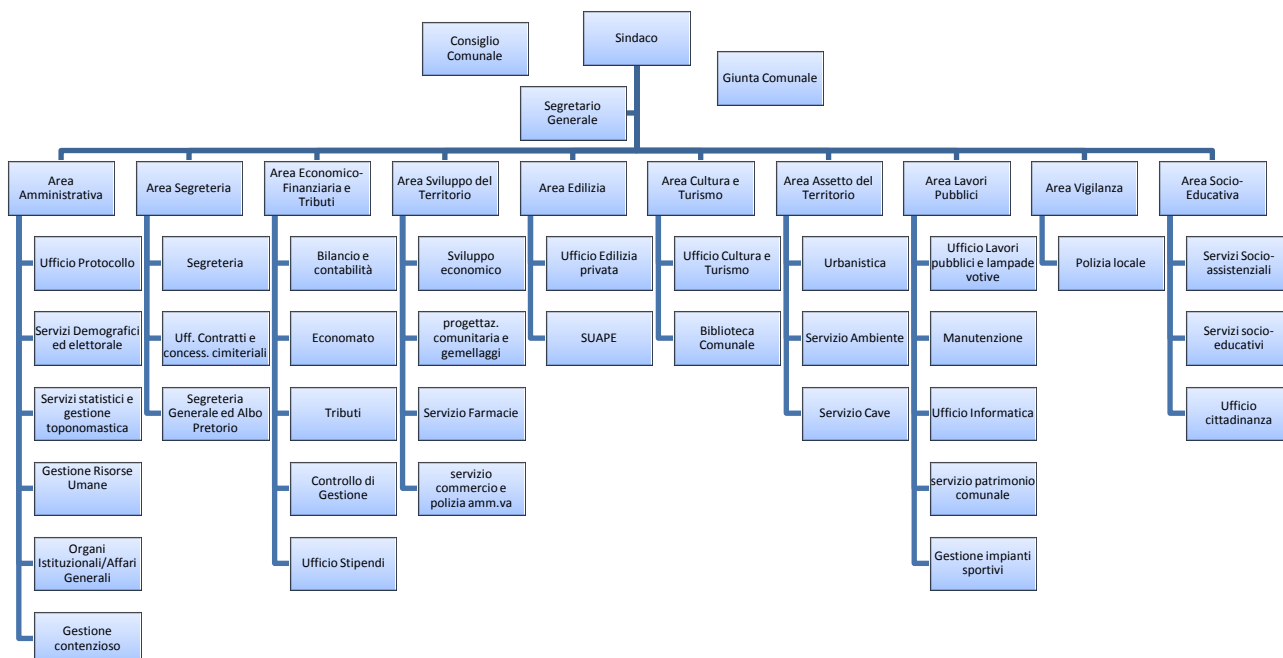 Consiglio
Comunale
Sindaco
Giunta Comunale
Segretario
Generale
Area
Amministrativa
Area Segreteria
Area Economico-
Finanziaria e
Tributi
Area Sviluppo del
Territorio
Area Edilizia
Area Cultura e
Turismo
Area Assetto del
Territorio
Area Lavori
Pubblici
Area Vigilanza
Area Socio-
Educativa
Ufficio Protocollo
Servizi Demografici
ed elettorale
Servizi statistici e
gestione
toponomastica
Gestione Risorse
Umane
Organi
Istituzionali/Affari
Generali
Gestione
contenzioso
Segreteria
Uff. Contratti e
concess. cimiteriali
Segreteria
Generale ed Albo
Pretorio
Bilancio e
contabilità
Economato
Tributi
Controllo di
Gestione
Ufficio Stipendi
Sviluppo
economico
progettaz.
comunitaria e
gemellaggi
Servizio Farmacie
servizio
commercio e
polizia amm.va
Ufficio Edilizia
privata
SUAPE
Ufficio Cultura e
Turismo
Biblioteca
Comunale
Urbanistica
Servizio Ambiente
Servizio Cave
Ufficio Lavori
pubblici e lampade
votive
Manutenzione
Ufficio Informatica
servizio patrimonio
comunale
Gestione impianti
sportivi
Polizia locale
Servizi Socio-
assistenziali
Servizi socio-
educativi
Ufficio
cittadinanza